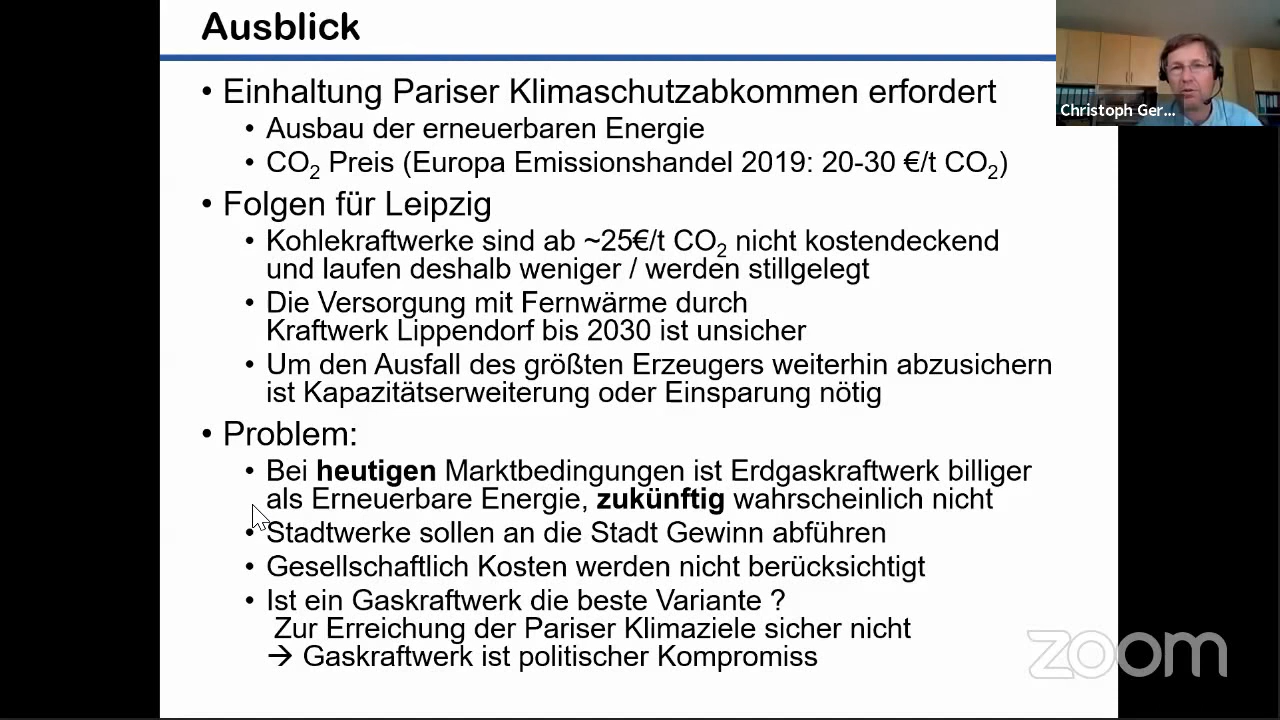 Ausblick
• Einhaltung Pariser Klimaschutzabkommen erfordert
• Ausbau der erneuerbaren Energie
• CO₂ Preis (Europa Emissionshandel 2019: 20-30 €/t CO₂)
• Folgen für Leipzig
• Kohlekraftwerke sind ab ~25€/t CO₂ nicht kostendeckend
und laufen deshalb weniger / werden stillgelegt
• Die Versorgung mit Fernwärme durch
Kraftwerk Lippendorf bis 2030 ist unsicher
• Um den Ausfall des größten Erzeugers weiterhin abzusichern
ist Kapazitätserweiterung oder Einsparung nötig
• Problem:
• Bei heutigen Marktbedingungen ist Erdgaskraftwerk billiger
als Erneuerbare Energie, zukünftig wahrscheinlich nicht
• Stadtwerke sollen an die Stadt Gewinn abführen
• Gesellschaftlich Kosten werden nicht berücksichtigt
• Ist ein Gaskraftwerk die beste Variante ?
Zur Erreichung der Pariser Klimaziele sicher nicht
→ Gaskraftwerk ist politischer Kompromiss
Christoph Ger...
zoom